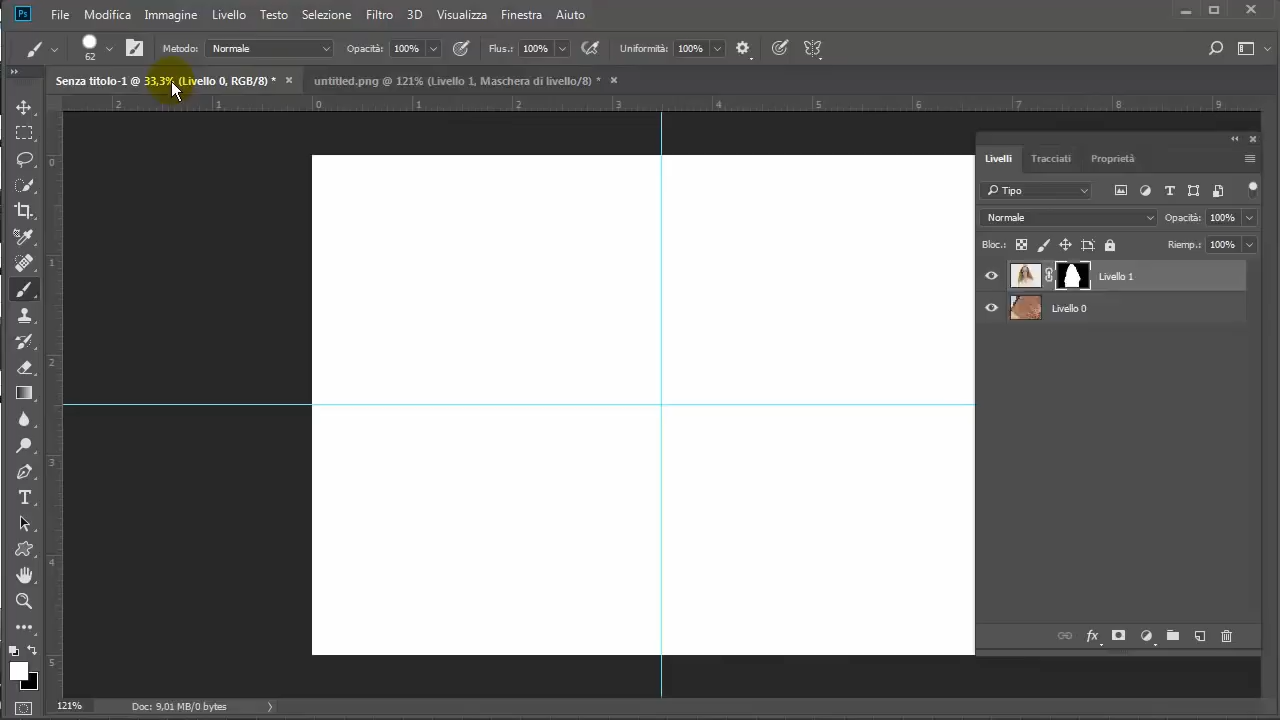 Ps File Modifica Immagine Livello Testo Selezione Filtro 3D Visualizza Finestra Aiuto
62 Metodo: Normale Opacità: 100% Flus.: 100% Uniformità: 100%
Senza titolo-1 @ 33,3% (Livello 0, RGB/8) * untitled.png @ 121% (Livello 1, Maschera di livello/8) *
2 1 0 1 2 3 4 5 6 7 8 9
0
1
2
3
4
5
Livelli Tracciati Proprietà
Tipo
Normale Opacità: 100%
Bloc.: Riemp.: 100%
Livello 1
Livello 0
fx
121% Doc: 9,01 MB/0 bytes